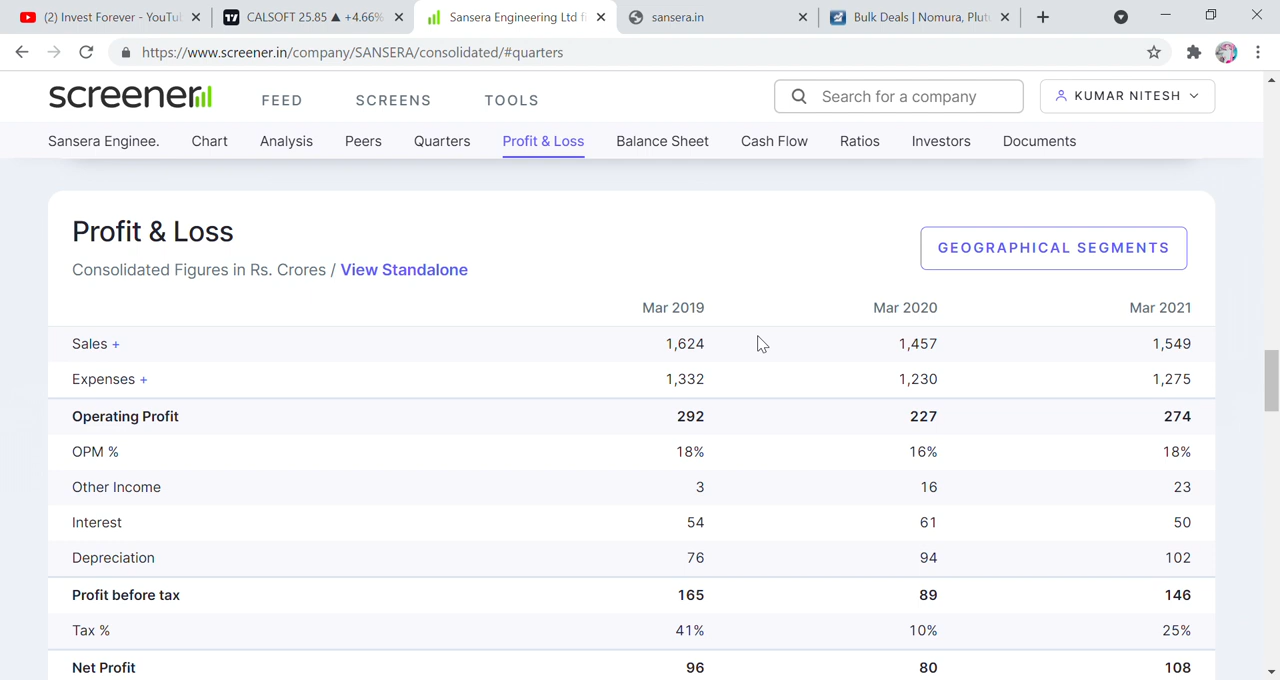 (2) Invest Forever - YouTu
CALSOFT 25.85 ▲ +4.66%
Sansera Engineering Ltd fi
sansera.in
Bulk Deals | Nomura, Plutu
https://www.screener.in/company/SANSERA/consolidated/#quarters
screener
FEED SCREENS TOOLS
Search for a company
KUMAR NITESH
Sansera Enginee. Chart Analysis Peers Quarters Profit & Loss Balance Sheet Cash Flow Ratios Investors Documents
Profit & Loss
GEOGRAPHICAL SEGMENTS
Consolidated Figures in Rs. Crores / View Standalone
Mar 2019 Mar 2020 Mar 2021
Sales + 1,624 1,457 1,549
Expenses + 1,332 1,230 1,275
Operating Profit 292 227 274
OPM % 18% 16% 18%
Other Income 3 16 23
Interest 54 61 50
Depreciation 76 94 102
Profit before tax 165 89 146
Tax % 41% 10% 25%
Net Profit 96 80 108